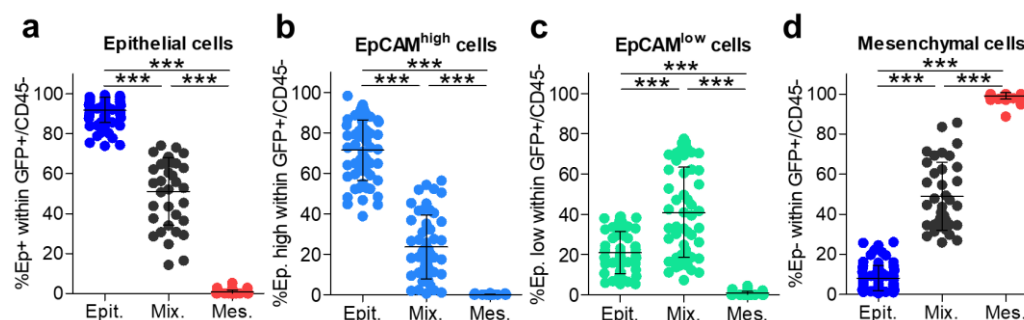 a
Epithelial cells
***
*** ***
%Ep+ within GFP+/CD45-
100
80
60
40
20
0
Epit. Mix. Mes.
b
EpCAMhigh cells
***
*** ***
%Ep. high within GFP+/CD45-
100
80
60
40
20
0
Epit. Mix. Mes.
c
EpCAMlow cells
***
*** ***
%Ep. low within GFP+/CD45-
100
80
60
40
20
0
Epit. Mix. Mes.
d
Mesenchymal cells
***
*** ***
%Ep- within GFP+/CD45-
100
80
60
40
20
0
Epit. Mix. Mes.